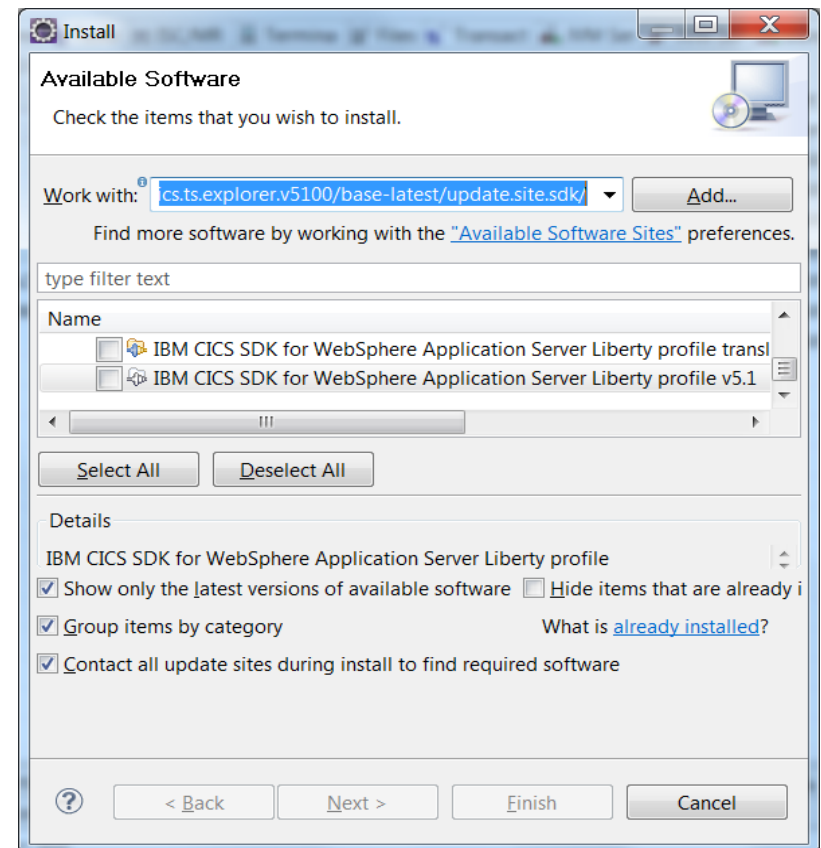 Install
Available Software
Check the items that you wish to install.
Work with: ics.ts.explorer.v5100/base-latest/update.site.sdk/ Add...
Find more software by working with the "Available Software Sites" preferences.
type filter text
Name
IBM CICS SDK for WebSphere Application Server Liberty profile transl
IBM CICS SDK for WebSphere Application Server Liberty profile v5.1
Select All Deselect All
Details
IBM CICS SDK for WebSphere Application Server Liberty profile
Show only the latest versions of available software Hide items that are already i
Group items by category What is already installed?
Contact all update sites during install to find required software
< Back Next > Finish Cancel